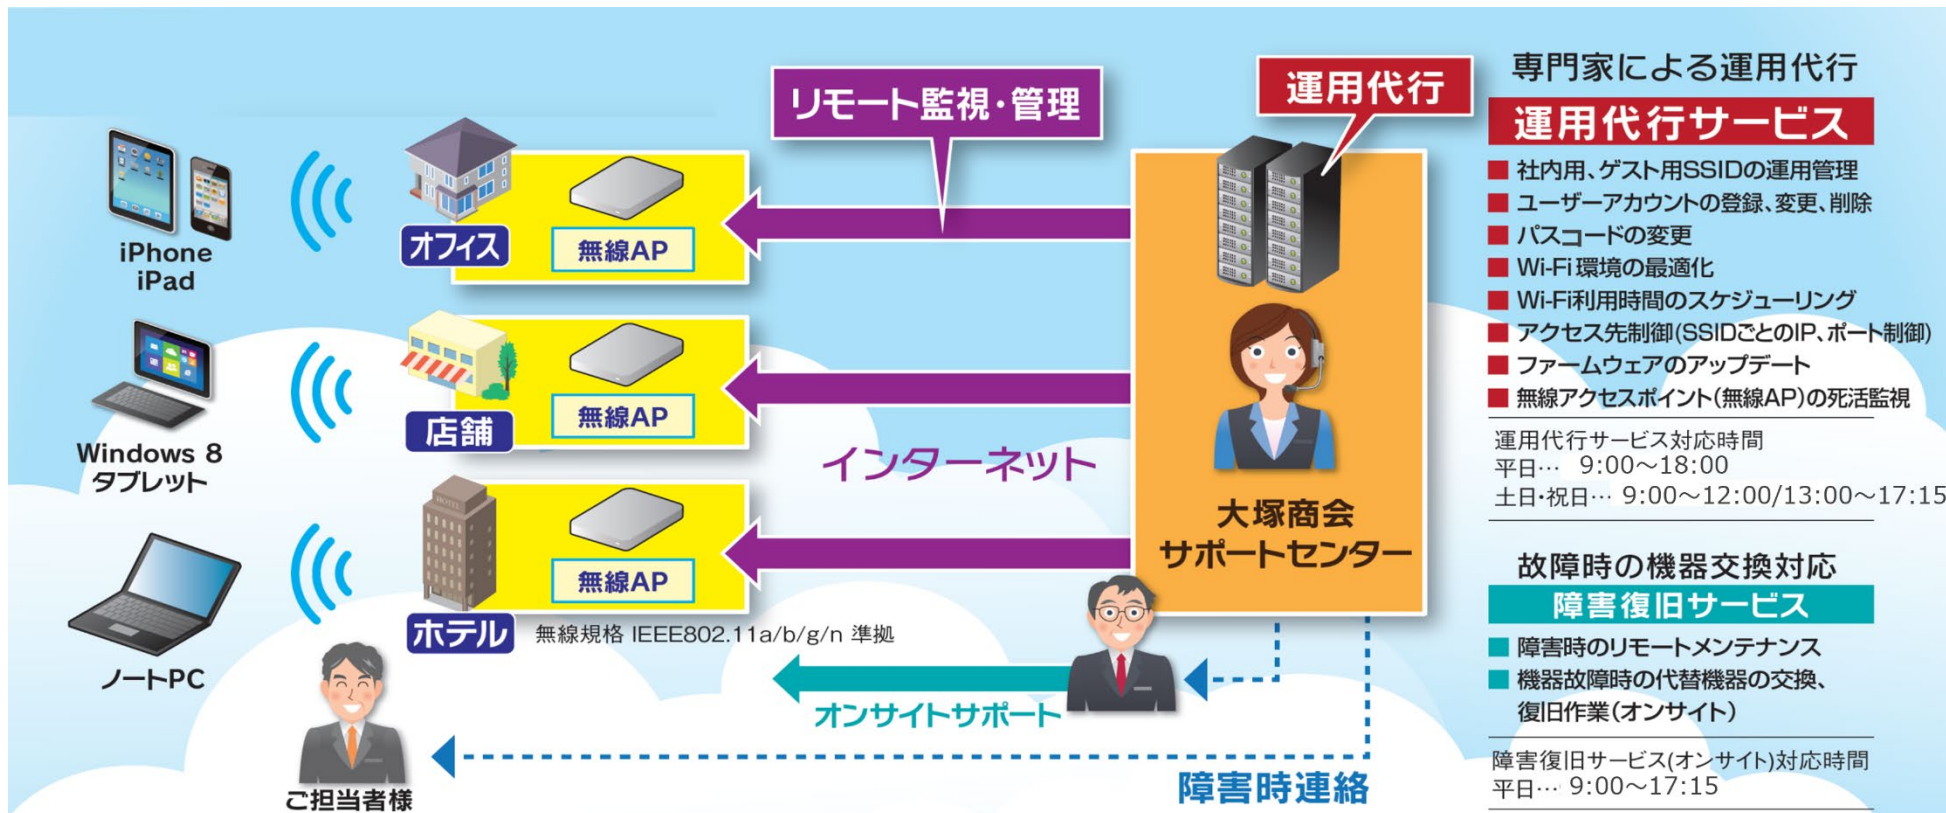 リモート監視・管理
運用代行
iPhone
iPad
オフィス
無線AP
Windows 8
タブレット
店舗
無線AP
インターネット
ノートPC
HOTEL
ホテル
無線AP
無線規格 IEEE802.11a/b/g/n 準拠
大塚商会
サポートセンター
オンサイトサポート
ご担当者様
障害時連絡
専門家による運用代行
運用代行サービス
■ 社内用、ゲスト用SSIDの運用管理
■ ユーザーアカウントの登録、変更、削除
■ パスコードの変更
■ Wi-Fi 環境の最適化
■ Wi-Fi利用時間のスケジューリング
■ アクセス先制御(SSIDごとのIP、ポート制御)
■ ファームウェアのアップデート
■ 無線アクセスポイント(無線AP)の死活監視
運用代行サービス対応時間
平日… 9:00～18:00
土日・祝日… 9:00～12:00/13:00～17:15
故障時の機器交換対応
障害復旧サービス
■ 障害時のリモートメンテナンス
■ 機器故障時の代替機器の交換、
復旧作業(オンサイト)
障害復旧サービス(オンサイト)対応時間
平日… 9:00～17:15